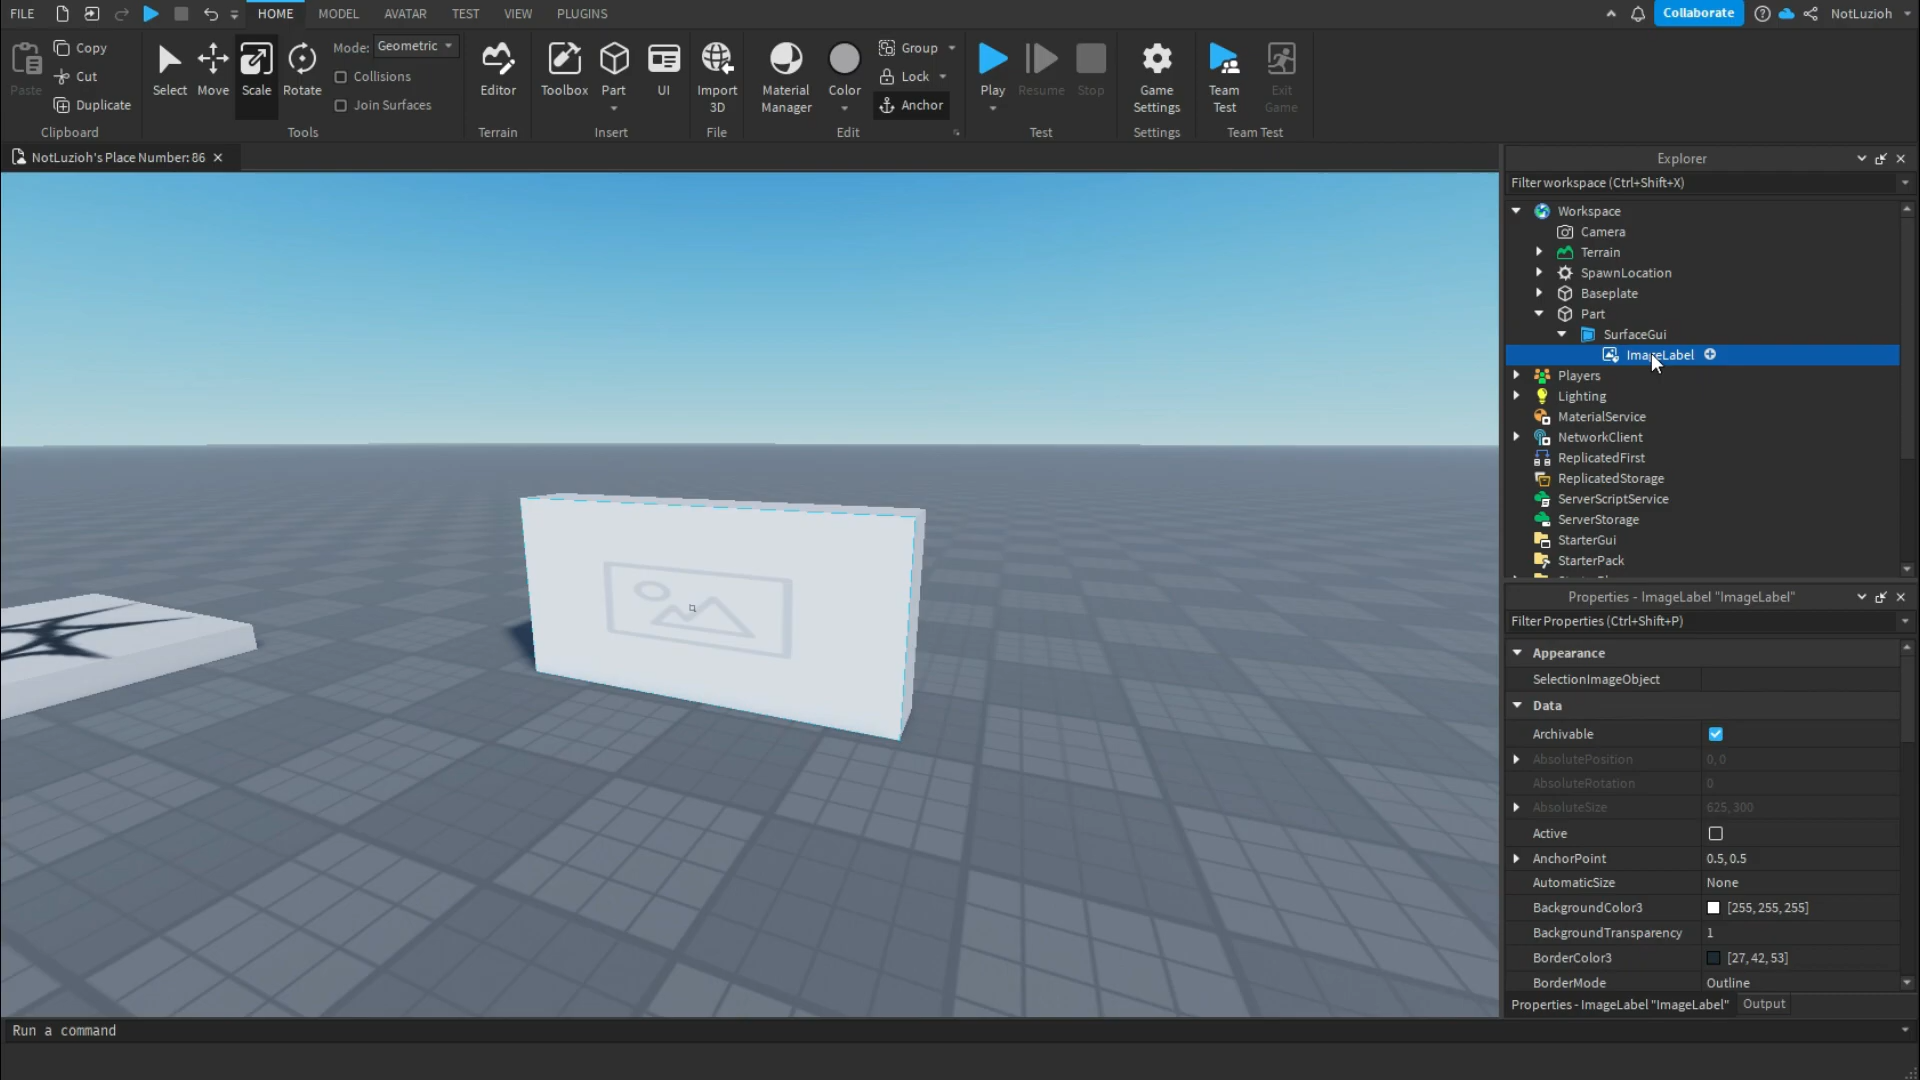 FILE HOME MODEL AVATAR TEST VIEW PLUGINS Collaborate NotLuzioh
Paste Copy Cut Duplicate
Select Move Scale Rotate
Mode: Geometric
Collisions
Join Surfaces
Editor Toolbox Part UI Import 3D Material Manager Color
Group
Lock
Anchor
Play Resume Stop Game Settings Team Test Exit Game
Clipboard Tools Terrain Insert File Edit Test Settings Team Test
NotLuzioh's Place Number: 86
Explorer
Filter workspace (Ctrl+Shift+X)
Workspace
Camera
Terrain
SpawnLocation
Baseplate
Part
SurfaceGui
ImageLabel
Players
Lighting
MaterialService
NetworkClient
ReplicatedFirst
ReplicatedStorage
ServerScriptService
ServerStorage
StarterGui
StarterPack
Properties - ImageLabel "ImageLabel"
Filter Properties (Ctrl+Shift+P)
Appearance
SelectionImageObject
Data
Archivable
AbsolutePosition 0, 0
AbsoluteRotation 0
AbsoluteSize 625, 300
Active
AnchorPoint 0.5, 0.5
AutomaticSize None
BackgroundColor3 [255, 255, 255]
BackgroundTransparency 1
BorderColor3 [27, 42, 53]
BorderMode Outline
Properties - ImageLabel "ImageLabel" Output
Run a command